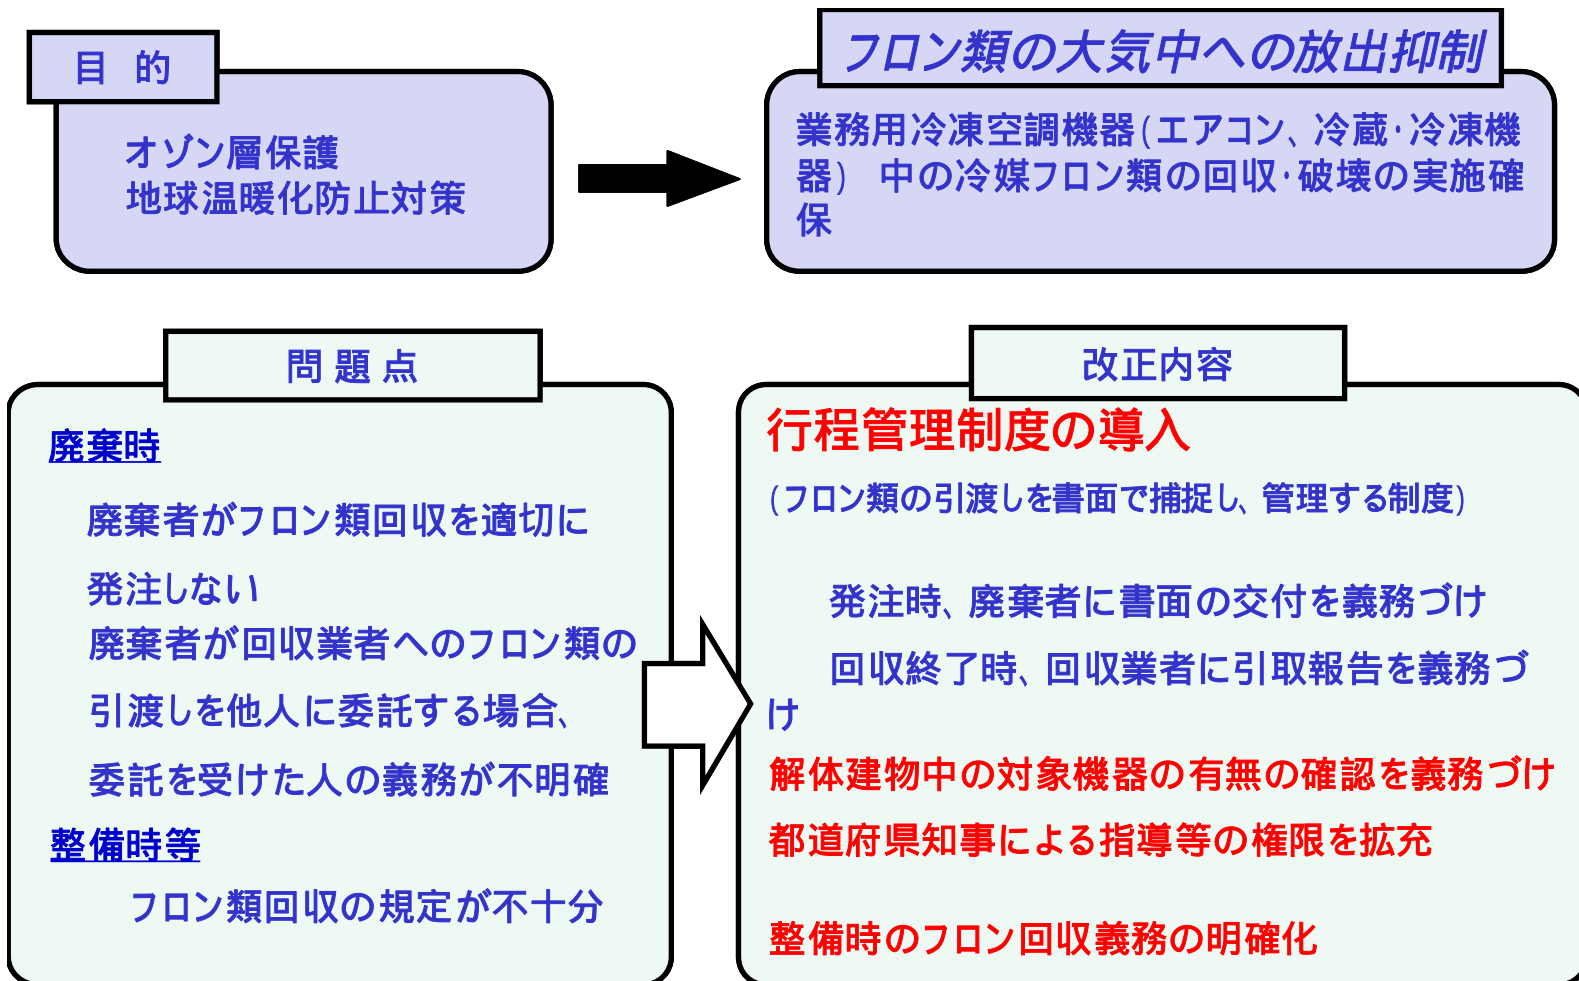 目 的
オゾン層保護
地球温暖化防止対策
フロン類の大気中への放出抑制
業務用冷凍空調機器(エアコン、冷蔵・冷凍機
器) 中の冷媒フロン類の回収・破壊の実施確
保
問 題 点
廃棄時
廃棄者がフロン類回収を適切に
発注しない
廃棄者が回収業者へのフロン類の
引渡しを他人に委託する場合、
委託を受けた人の義務が不明確
整備時等
フロン類回収の規定が不十分
改正内容
行程管理制度の導入
(フロン類の引渡しを書面で捕捉し、管理する制度)
発注時、廃棄者に書面の交付を義務づけ
回収終了時、回収業者に引取報告を義務づ
け
解体建物中の対象機器の有無の確認を義務づけ
都道府県知事による指導等の権限を拡充
整備時のフロン回収義務の明確化